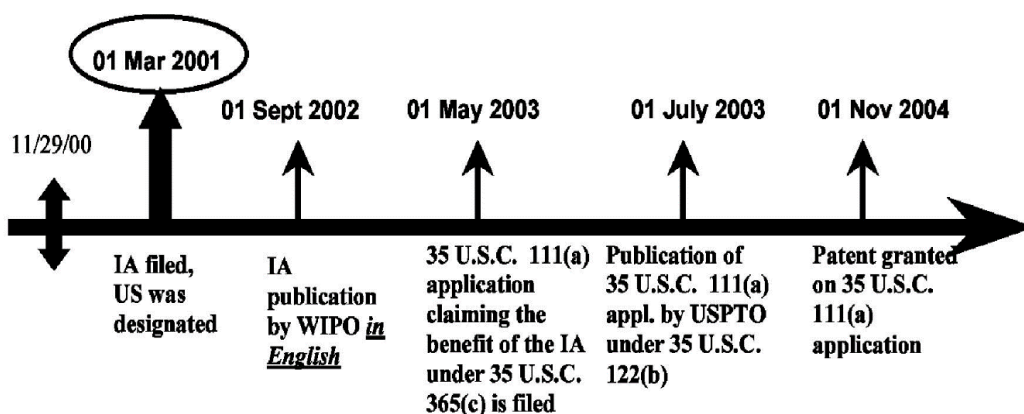 01 Mar 2001
11/29/00
01 Sept 2002
01 May 2003
01 July 2003
01 Nov 2004
IA filed,
US was
designated
IA
publication
by WIPO in
English
35 U.S.C. 111(a)
application
claiming the
benefit of the IA
under 35 U.S.C.
365(c) is filed
Publication of
35 U.S.C. 111(a)
appl. by USPTO
under 35 U.S.C.
122(b)
Patent granted
on 35 U.S.C.
111(a)
application